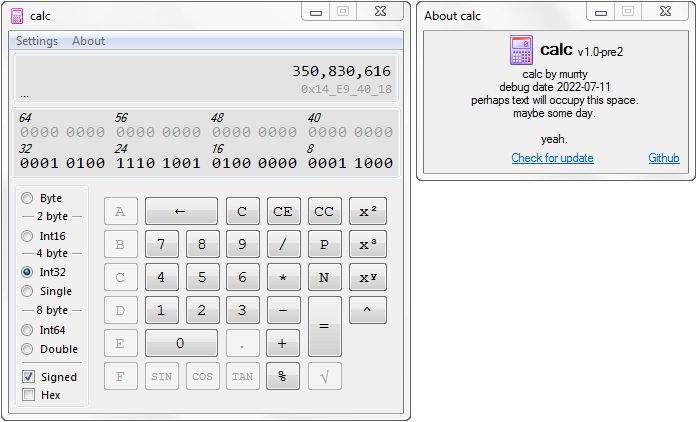 calc
Settings About
350,830,616
... 0x14_E9_40_18
64 56 48 40
0000 0000 0000 0000 0000 0000 0000 0000
32 24 16 8
0001 0100 1110 1001 0100 0000 0001 1000
Byte
2 byte
Int16
4 byte
Int32
Single
8 byte
Int64
Double
Signed
Hex
A ← C CE CC x²
B 7 8 9 / P x³
C 4 5 6 * N xʸ
D 1 2 3 - = ^
E 0 . +
F SIN COS TAN % √
About calc
calc v1.0-pre2
calc by murrty
debug date 2022-07-11
perhaps text will occupy this space.
maybe some day.
yeah.
Check for update Github